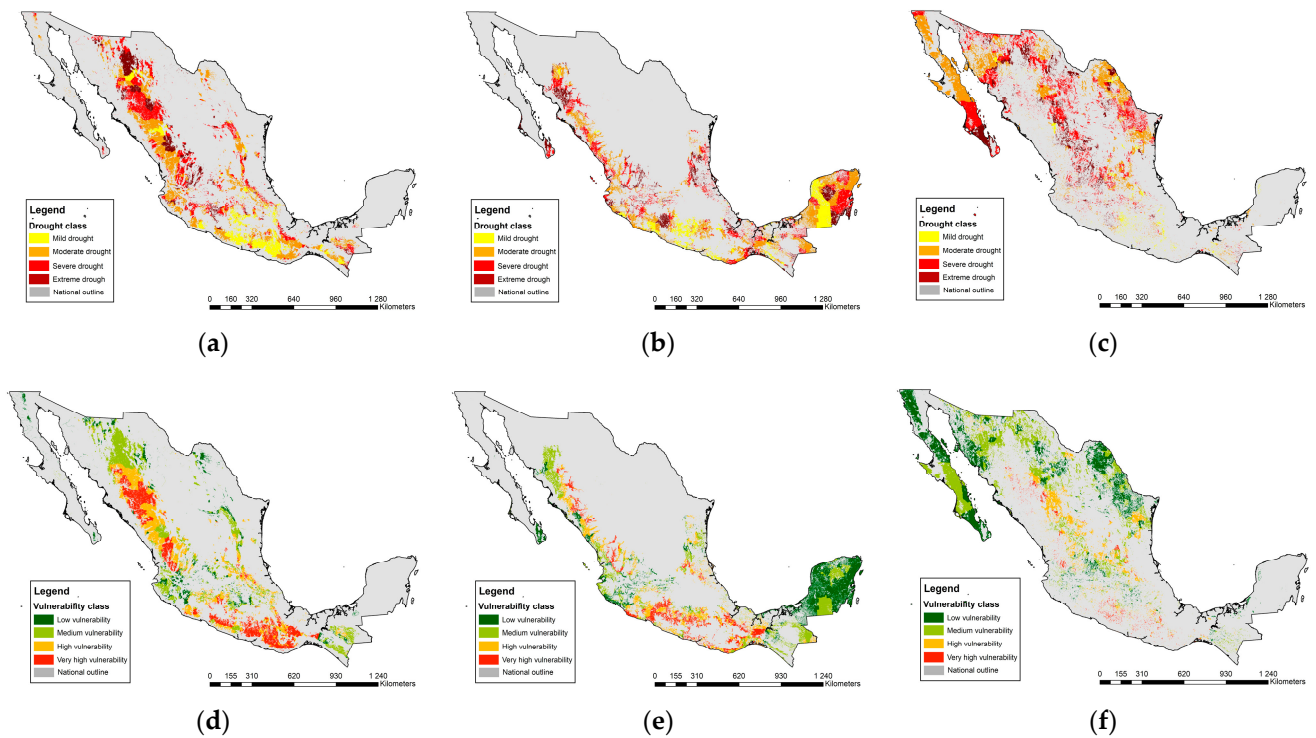 Legend
Drought class
Mild drought
Moderate drought
Severe drought
Extreme drough
National outline
0 160 320 640 960 1 280
Kilometers
(a)
Legend
Drought class
Mild drought
Moderate drought
Severe drought
Extreme drough
National outline
0 160 320 640 960 1 280
Kilometers
(b)
Legend
Drought class
Mild drought
Moderate drought
Severe drought
Extreme drough
National outline
0 160 320 640 960 1 280
Kilometers
(c)
Legend
Vulnerability class
Low vulnerability
Medium vulnerability
High vulnerability
Very high vulnerability
National outline
0 155 310 620 930 1 240
Kilometers
(d)
Legend
Vulnerability class
Low vulnerability
Medium vulnerability
High vulnerability
Very high vulnerability
National outline
0 155 310 620 930 1 240
Kilometers
(e)
Legend
Vulnerability class
Low vulnerability
Medium vulnerability
High vulnerability
Very high vulnerability
National outline
0 155 310 620 930 1 240
Kilometers
(f)